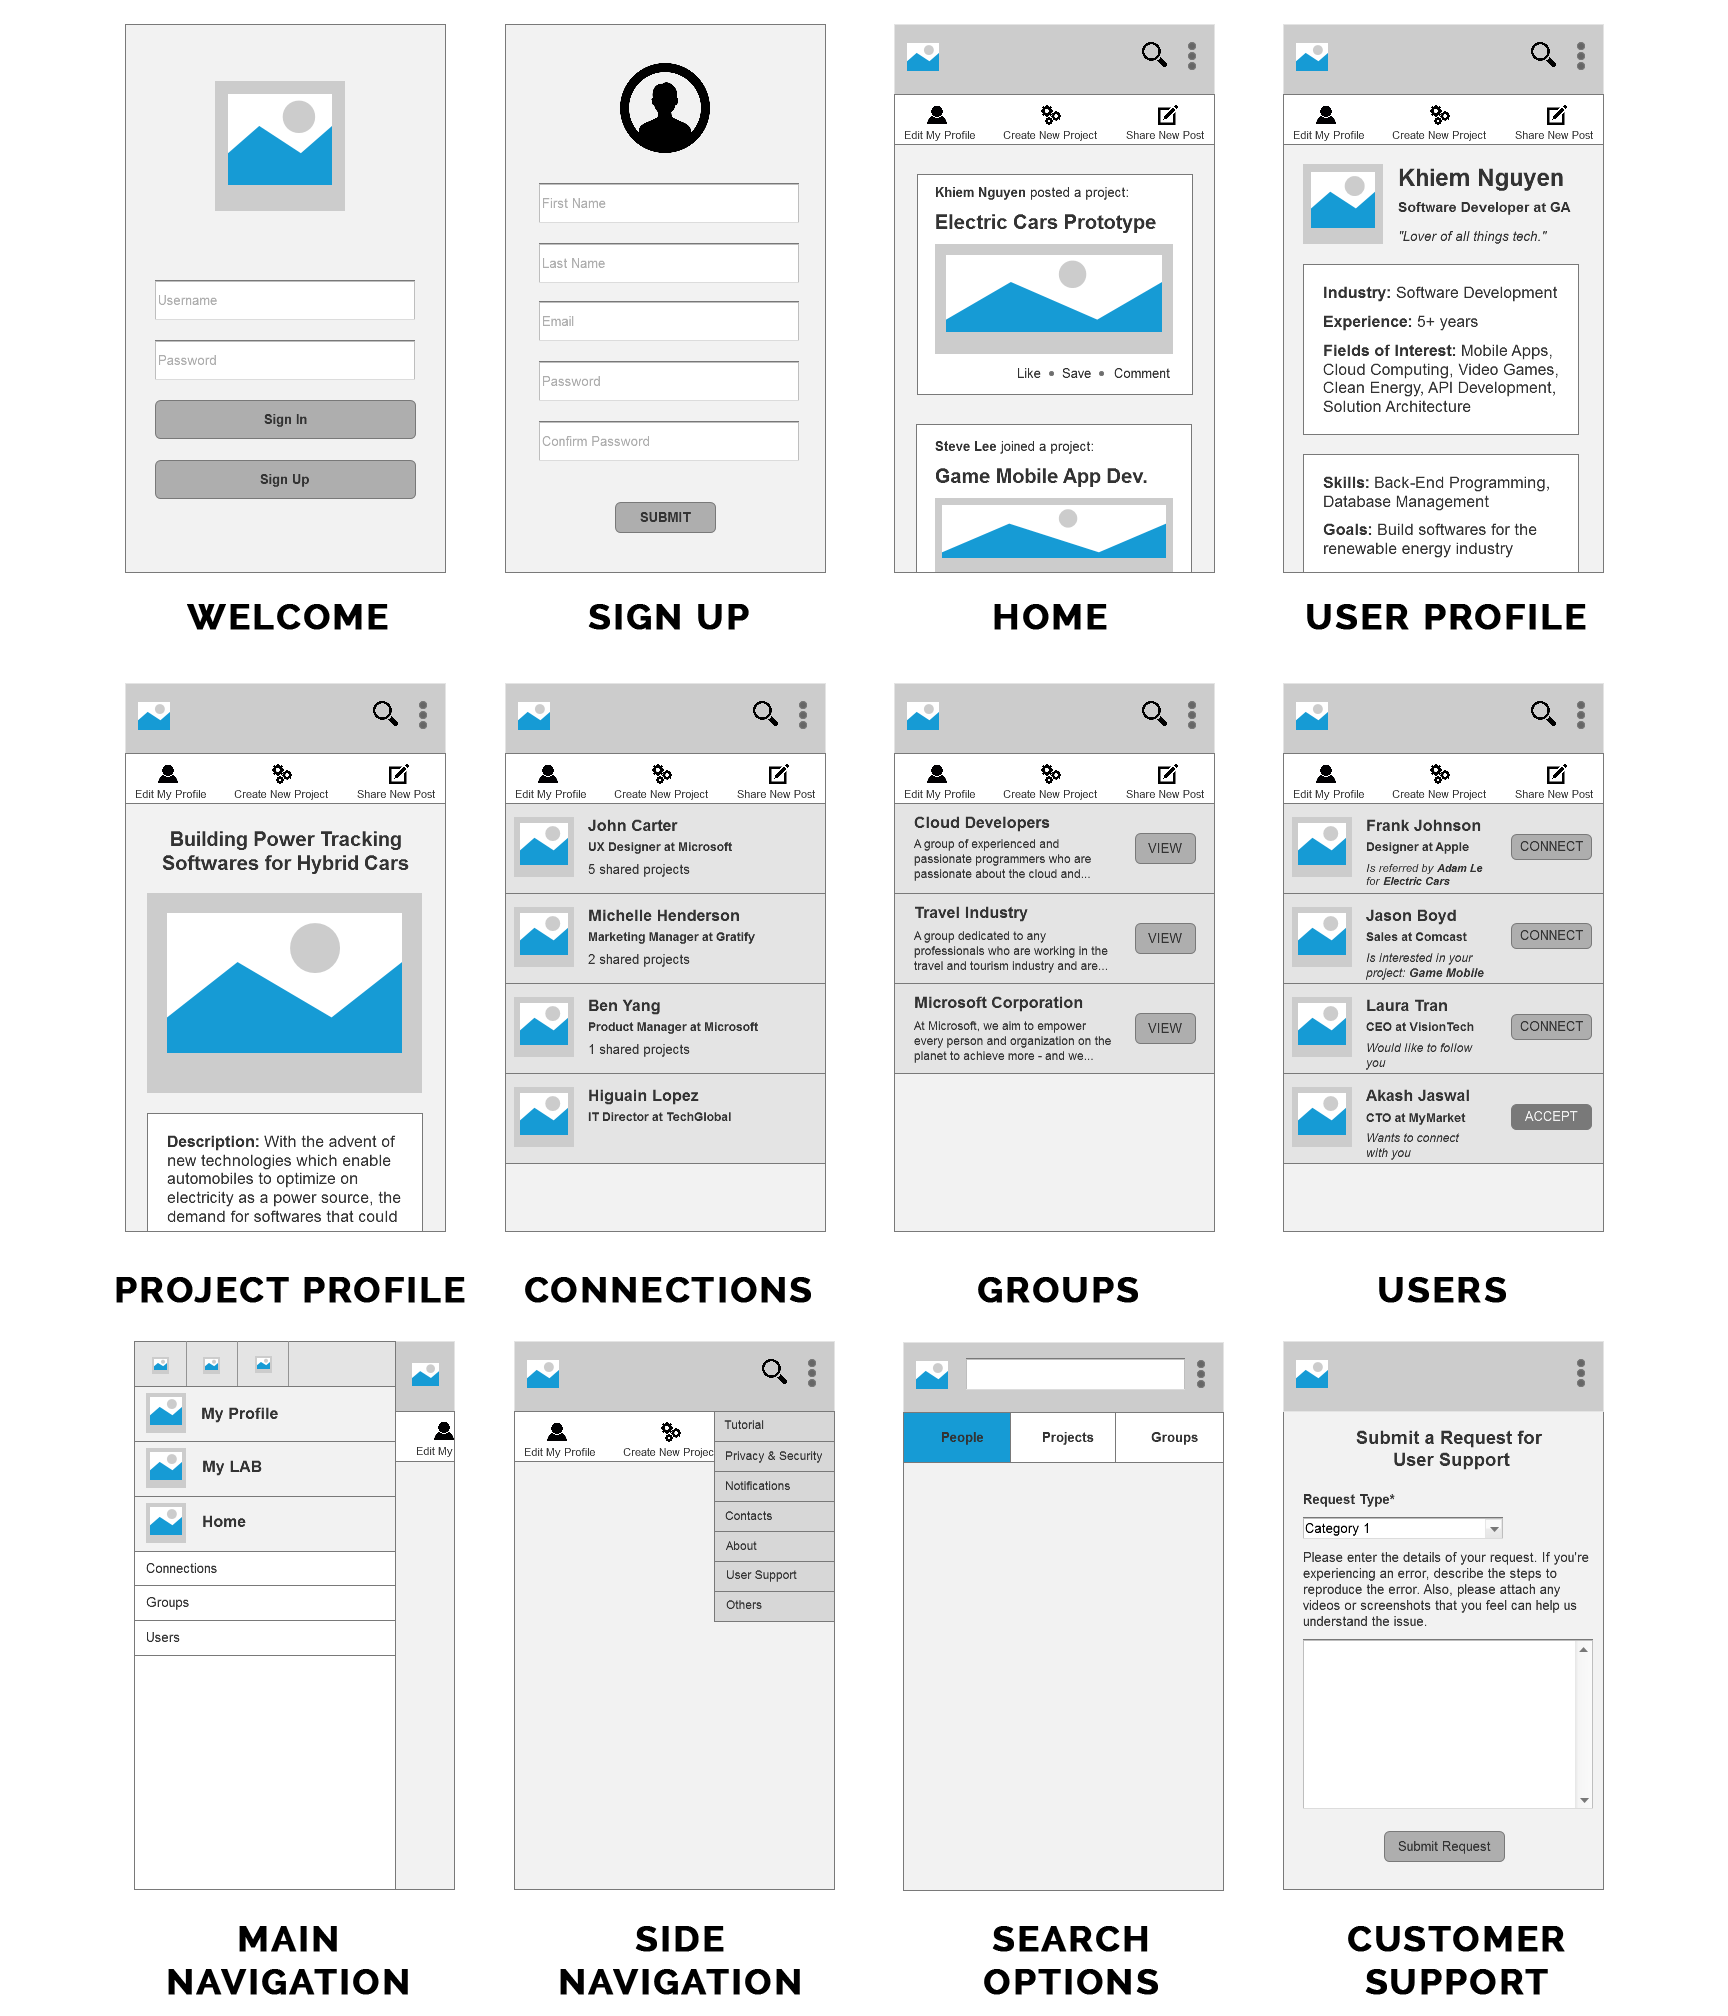 Username
Password
Sign In
Sign Up
WELCOME
First Name
Last Name
Email
Password
Confirm Password
SUBMIT
SIGN UP
Edit My Profile
Create New Project
Share New Post
Khiem Nguyen posted a project:
Electric Cars Prototype
Like • Save • Comment
Steve Lee joined a project:
Game Mobile App Dev.
HOME
Edit My Profile
Create New Project
Share New Post
Khiem Nguyen
Software Developer at GA
"Lover of all things tech."
Industry: Software Development
Experience: 5+ years
Fields of Interest: Mobile Apps,
Cloud Computing, Video Games,
Clean Energy, API Development,
Solution Architecture
Skills: Back-End Programming,
Database Management
Goals: Build softwares for the
renewable energy industry
USER PROFILE
Edit My Profile
Create New Project
Share New Post
Building Power Tracking
Softwares for Hybrid Cars
Description: With the advent of
new technologies which enable
automobiles to optimize on
electricity as a power source, the
demand for softwares that could
PROJECT PROFILE
Edit My Profile
Create New Project
Share New Post
John Carter
UX Designer at Microsoft
5 shared projects
Michelle Henderson
Marketing Manager at Gratify
2 shared projects
Ben Yang
Product Manager at Microsoft
1 shared projects
Higuain Lopez
IT Director at TechGlobal
CONNECTIONS
Edit My Profile
Create New Project
Share New Post
Cloud Developers
A group of experienced and
passionate programmers who are
passionate about the cloud and...
VIEW
Travel Industry
A group dedicated to any
professionals who are working in the
travel and tourism industry and are...
VIEW
Microsoft Corporation
At Microsoft, we aim to empower
every person and organization on the
planet to achieve more - and we...
VIEW
GROUPS
Edit My Profile
Create New Project
Share New Post
Frank Johnson
Designer at Apple
Is referred by Adam Le
for Electric Cars
CONNECT
Jason Boyd
Sales at Comcast
Is interested in your
project: Game Mobile
CONNECT
Laura Tran
CEO at VisionTech
Would like to follow
you
CONNECT
Akash Jaswal
CTO at MyMarket
Wants to connect
with you
ACCEPT
USERS
My Profile
My LAB
Home
Connections
Groups
Users
Edit My
MAIN
NAVIGATION
Edit My Profile
Create New Projec
Tutorial
Privacy & Security
Notifications
Contacts
About
User Support
Others
SIDE
NAVIGATION
People
Projects
Groups
SEARCH
OPTIONS
Submit a Request for
User Support
Request Type*
Category 1
Please enter the details of your request. If you're
experiencing an error, describe the steps to
reproduce the error. Also, please attach any
videos or screenshots that you feel can help us
understand the issue.
Submit Request
CUSTOMER
SUPPORT